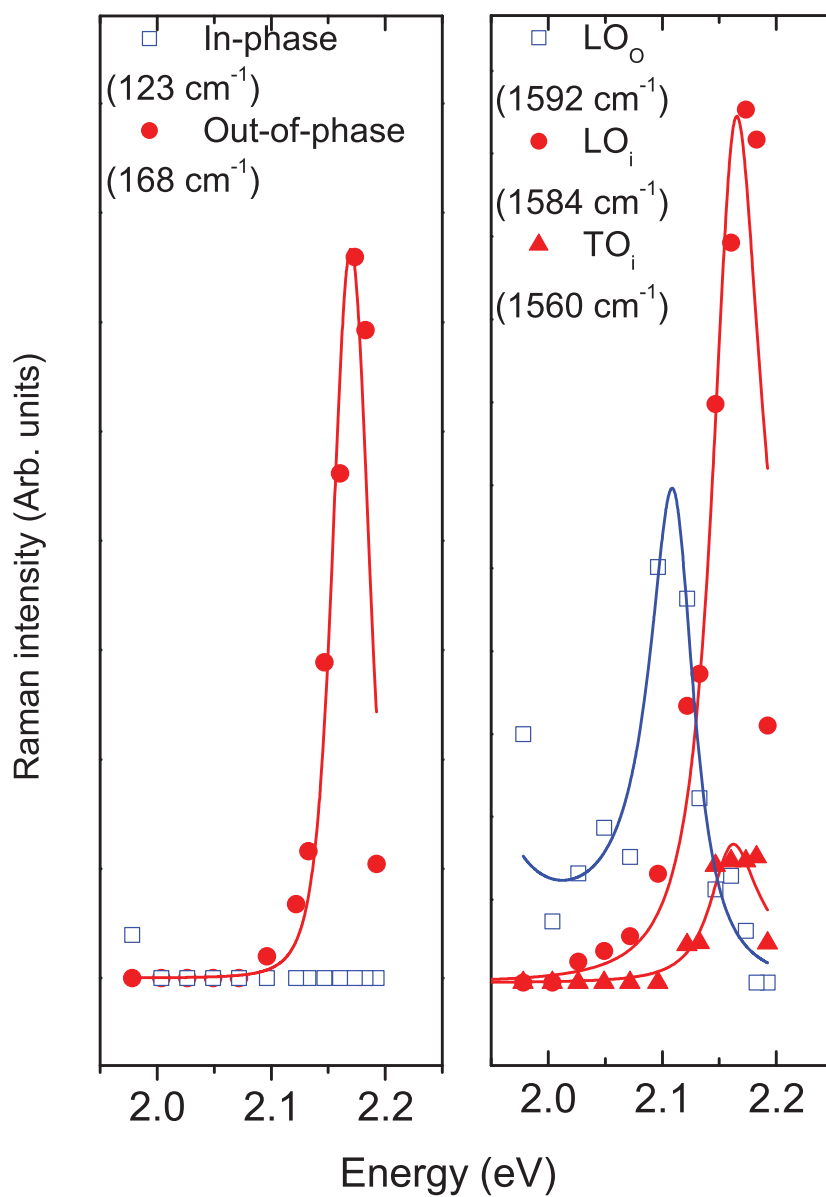 In-phase
(123 cm-1)
Out-of-phase
(168 cm-1)
LOO
(1592 cm-1)
LOi
(1584 cm-1)
TOi
(1560 cm-1)
Raman intensity (Arb. units)
2.0 2.1 2.2
2.0 2.1 2.2
Energy (eV)